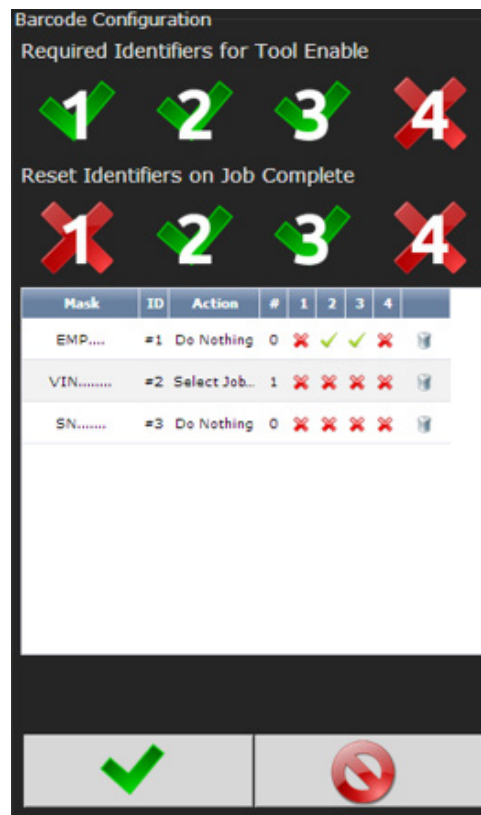 Barcode Configuration
Required Identifiers for Tool Enable
1 2 3 4
Reset Identifiers on Job Complete
1 2 3 4
Mask ID Action # 1 2 3 4
EMP.... #1 Do Nothing 0
VIN........ #2 Select Job... 1
SN....... #3 Do Nothing 0